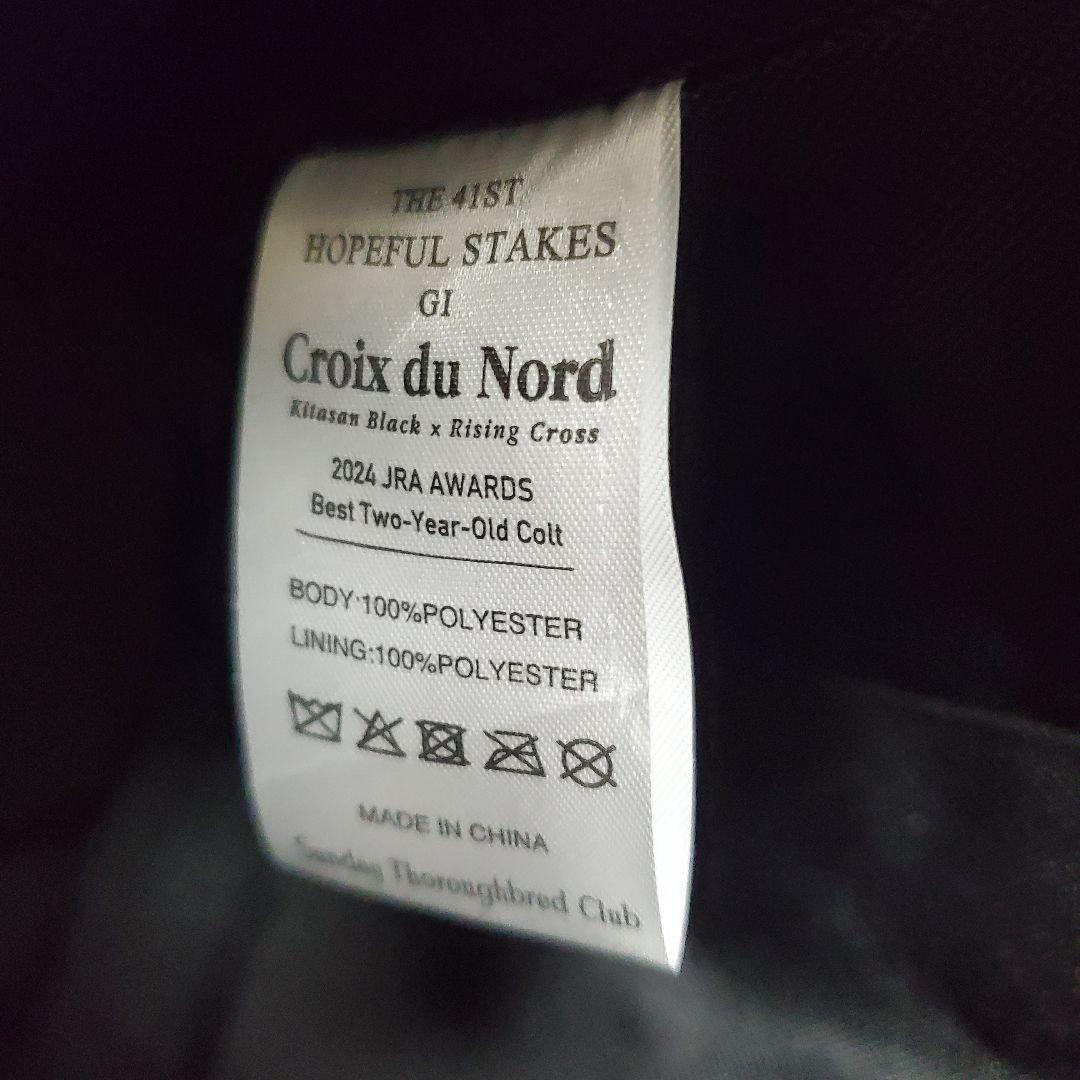 THE 41ST
HOPEFUL STAKES
GI
Croix du Nord
Kitasan Black x Rising Cross
2024 JRA AWARDS
Best Two-Year-Old Colt
BODY:100%POLYESTER
LINING:100%POLYESTER
MADE IN CHINA
Sunday Thoroughbred Club